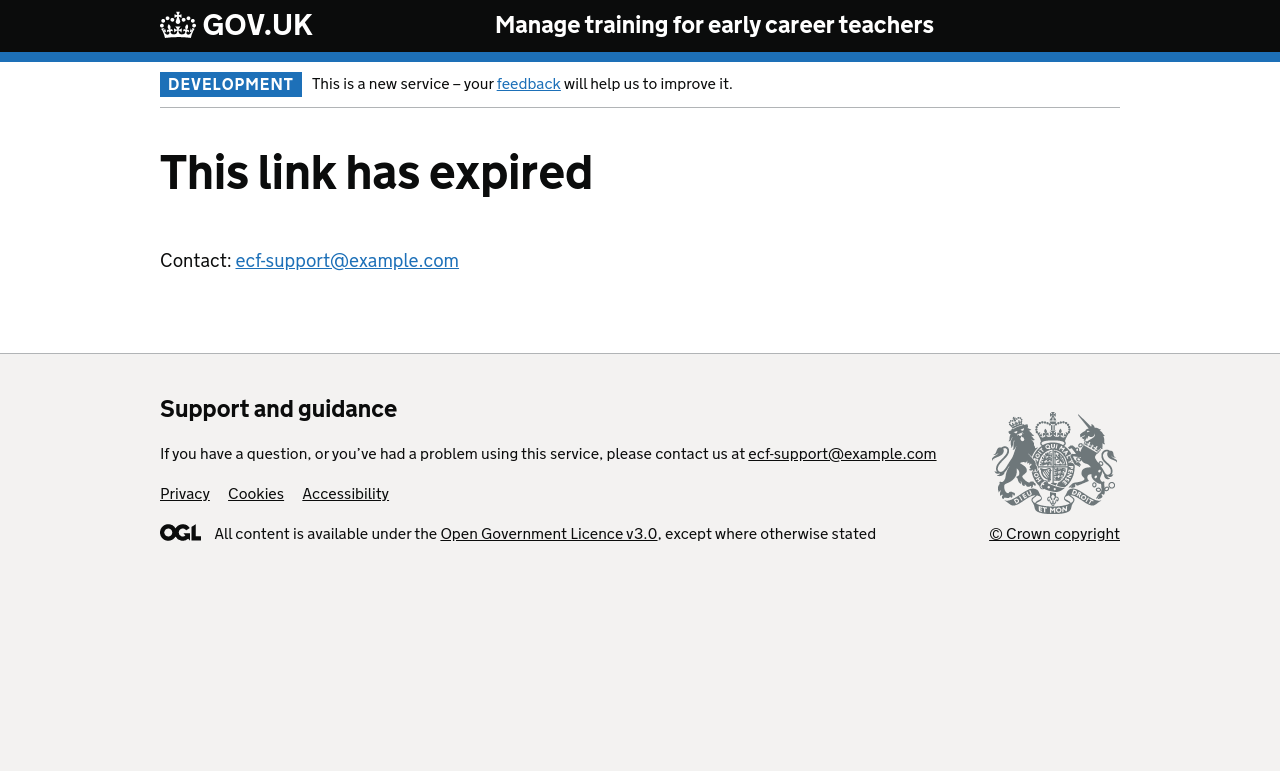 GOV.UK Manage training for early career teachers
DEVELOPMENT This is a new service – your feedback will help us to improve it.
This link has expired
Contact: ecf-support@example.com
Support and guidance
If you have a question, or you’ve had a problem using this service, please contact us at ecf-support@example.com
Privacy Cookies Accessibility
OGL All content is available under the Open Government Licence v3.0, except where otherwise stated
DIEU ET MON DROIT
© Crown copyright